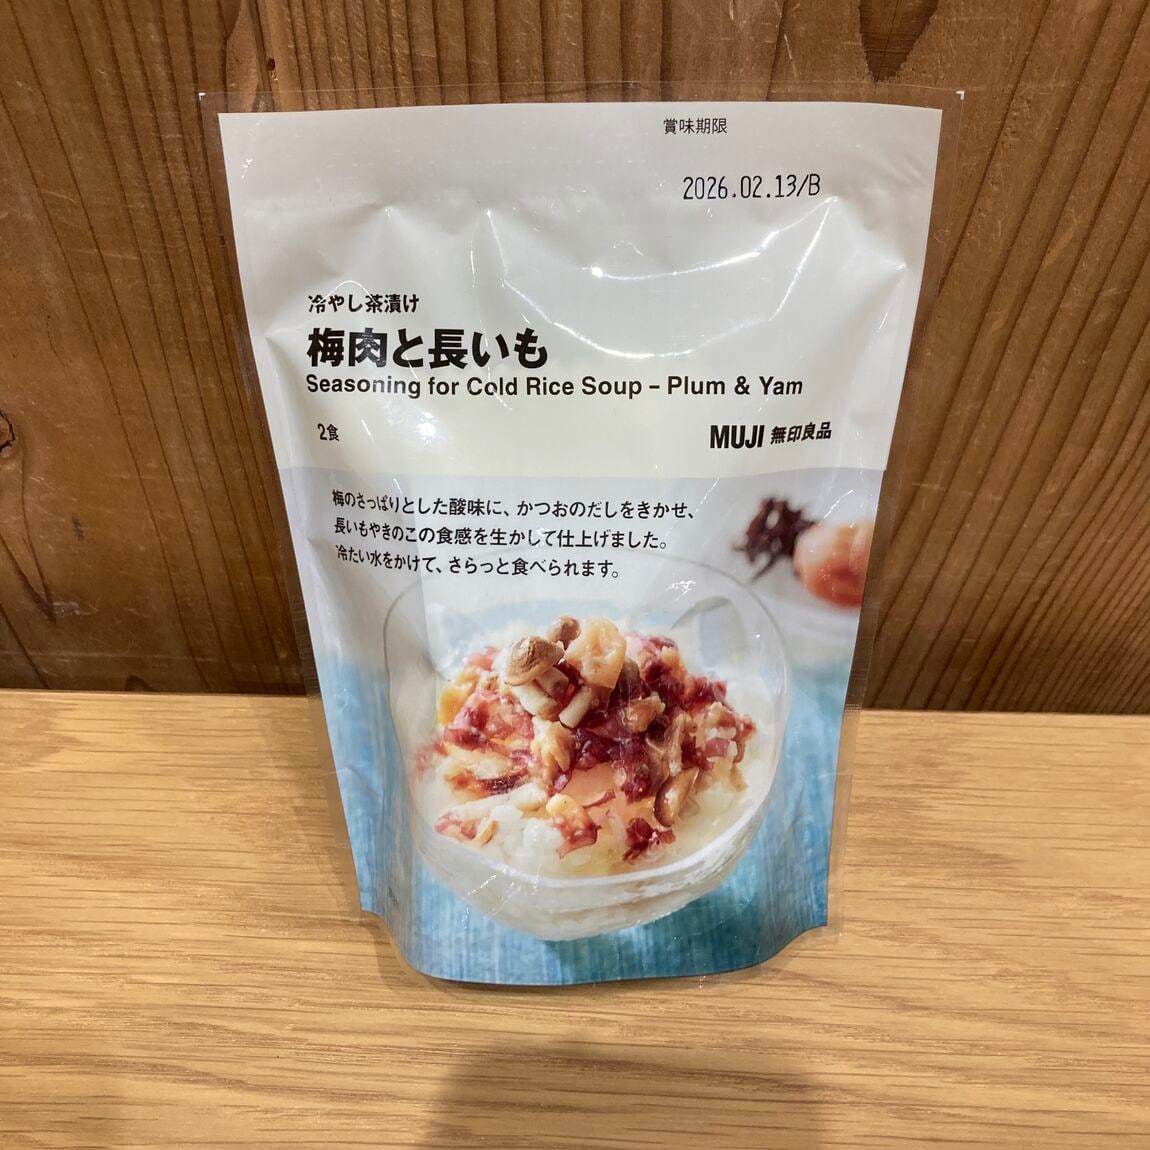 賞味期限
2026.02.13/B
冷やし茶漬け
梅肉と長いも
Seasoning for Cold Rice Soup – Plum & Yam
2食
MUJI 無印良品
梅のさっぱりとした酸味に、かつおのだしをきかせ、
長いもやきのこの食感を生かして仕上げました。
冷たい水をかけて、さらっと食べられます。